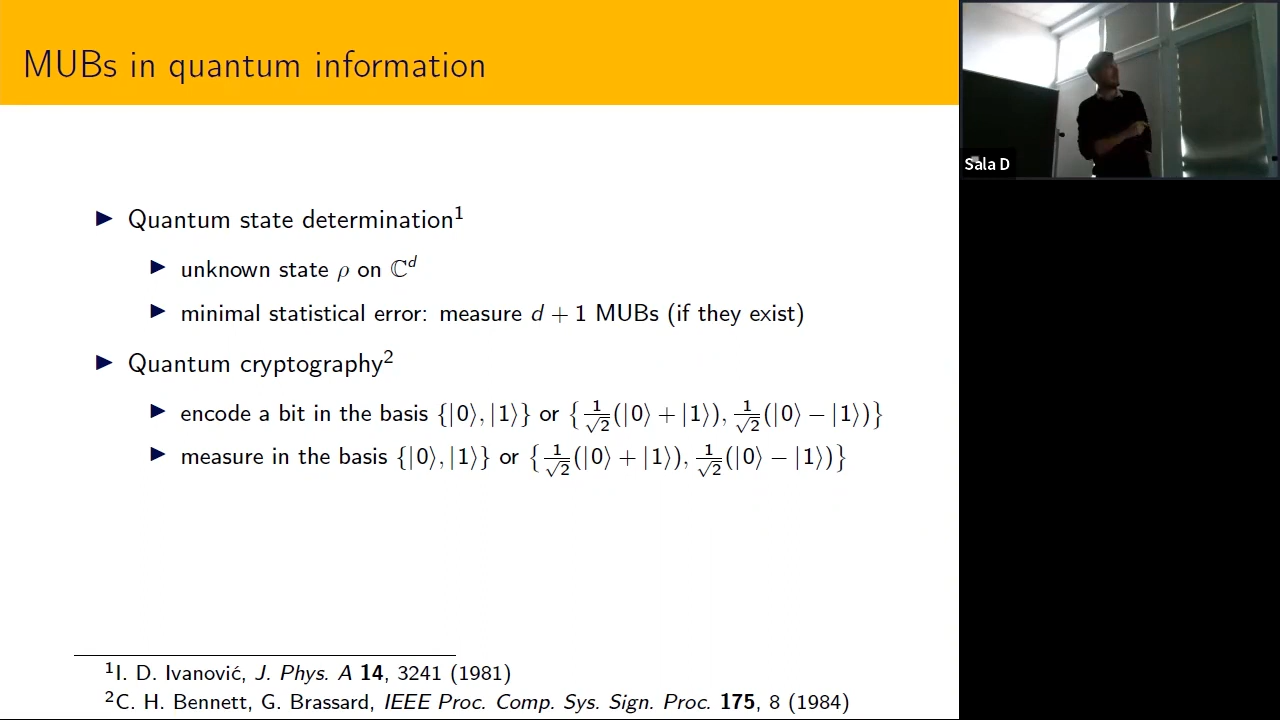 MUBs in quantum information
▶ Quantum state determination¹
▶ unknown state ρ on ℂᵈ
▶ minimal statistical error: measure d + 1 MUBs (if they exist)
▶ Quantum cryptography²
▶ encode a bit in the basis {|0⟩, |1⟩} or {1/√2(|0⟩ + |1⟩), 1/√2(|0⟩ − |1⟩)}
▶ measure in the basis {|0⟩, |1⟩} or {1/√2(|0⟩ + |1⟩), 1/√2(|0⟩ − |1⟩)}
¹I. D. Ivanović, J. Phys. A 14, 3241 (1981)
²C. H. Bennett, G. Brassard, IEEE Proc. Comp. Sys. Sign. Proc. 175, 8 (1984)
Sala D